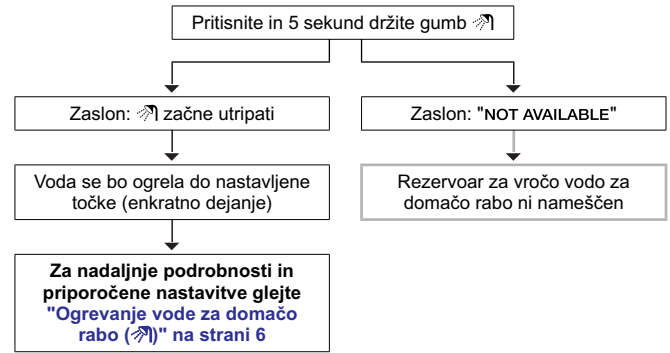 Pritisnite in 5 sekund držite gumb
Zaslon: začne utripati
Zaslon: "NOT AVAILABLE"
Voda se bo ogrela do nastavljene
točke (enkratno dejanje)
Rezervoar za vročo vodo za
domačo rabo ni nameščen
Za nadaljnje podrobnosti in
priporočene nastavitve glejte
"Ogrevanje vode za domačo
rabo ()" na strani 6